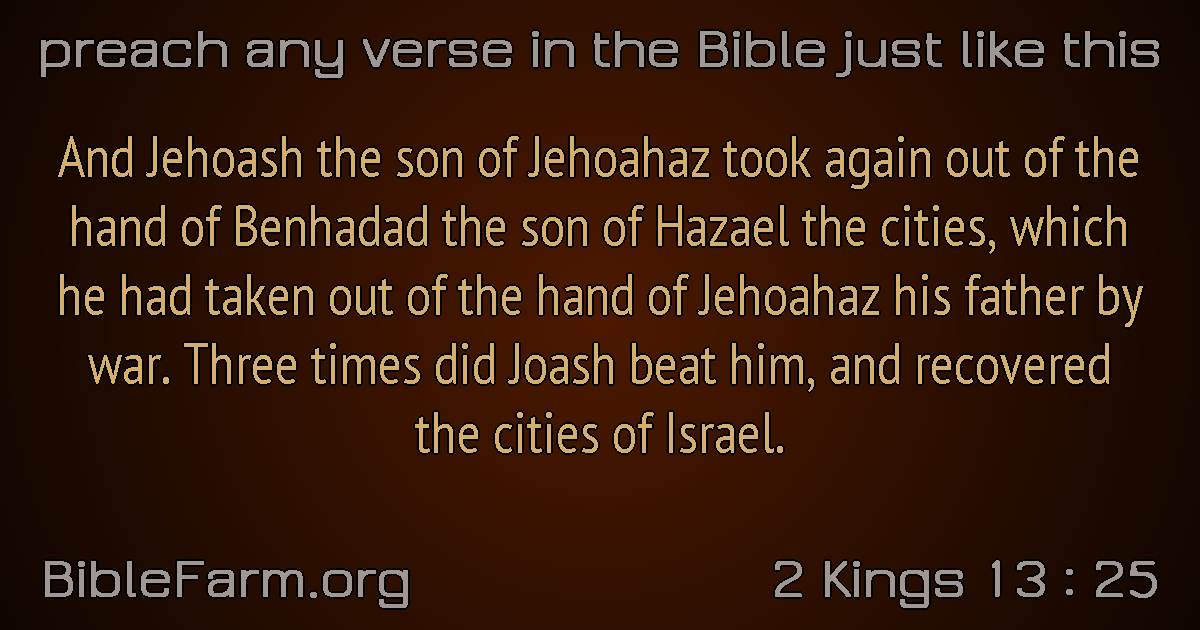 preach any verse in the Bible just like this
And Jehoash the son of Jehoahaz took again out of the
hand of Benhadad the son of Hazael the cities, which
he had taken out of the hand of Jehoahaz his father by
war. Three times did Joash beat him, and recovered
the cities of Israel.
BibleFarm.org
2 Kings 13 : 25